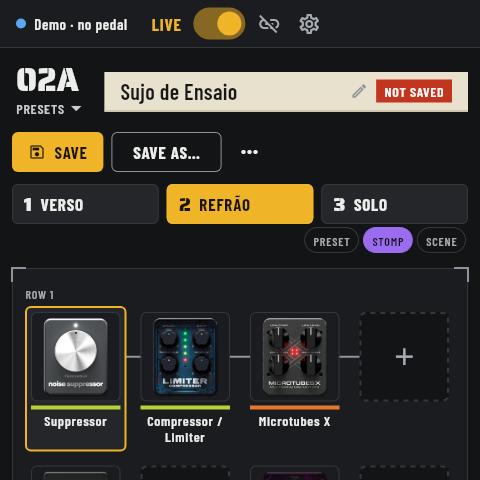 Demo · no pedal
LIVE
02A
PRESETS
Sujo de Ensaio
NOT SAVED
SAVE
SAVE AS...
•••
1 VERSO
2 REFRÃO
3 SOLO
PRESET
STOMP
SCENE
ROW 1
noise suppressor
LIMITER
COMPRESSOR
MICROTUBES X
+
Suppressor
Compressor /
Limiter
Microtubes X